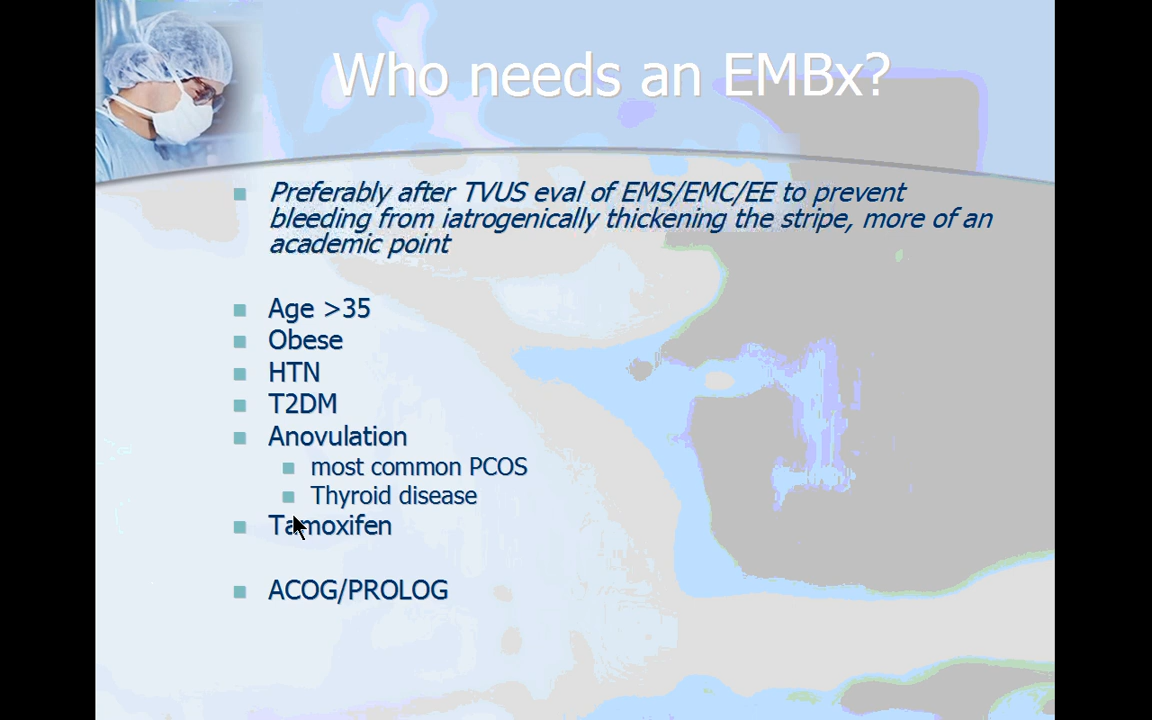 Who needs an EMBx?
Preferably after TVUS eval of EMS/EMC/EE to prevent
bleeding from iatrogenically thickening the stripe, more of an
academic point
Age >35
Obese
HTN
T2DM
Anovulation
most common PCOS
Thyroid disease
Tamoxifen
ACOG/PROLOG